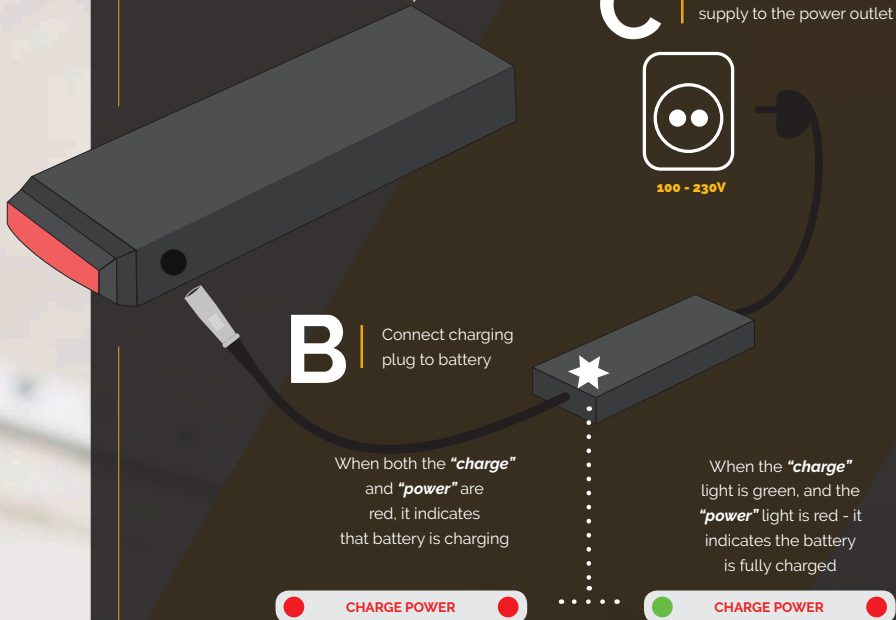 C
supply to the power outlet
100 - 230V
B
Connect charging
plug to battery
When both the “charge”
and “power” are
red, it indicates
that battery is charging
When the “charge”
light is green, and the
“power” light is red - it
indicates the battery
is fully charged
CHARGE POWER
CHARGE POWER